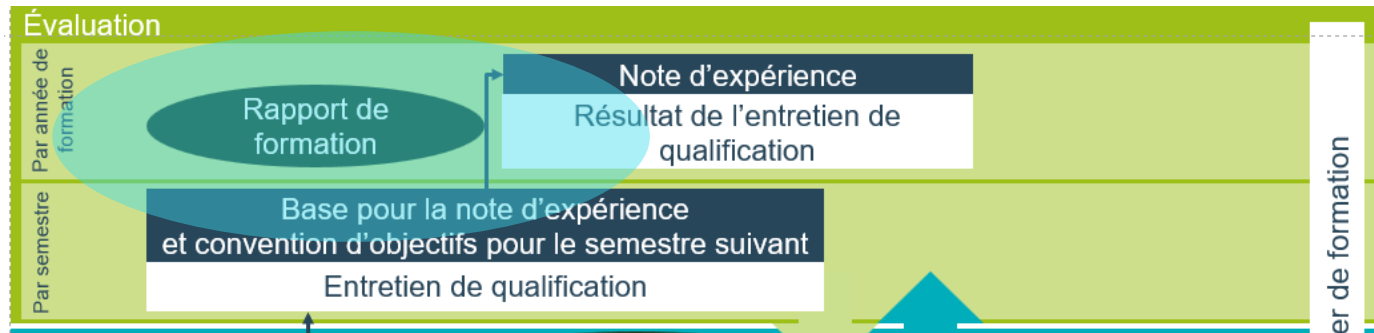 Évaluation
Par année de
formation
Rapport de
formation
Note d'expérience
Résultat de l'entretien de
qualification
Par semestre
Base pour la note d'expérience
et convention d'objectifs pour le semestre suivant
Entretien de qualification
er de formation